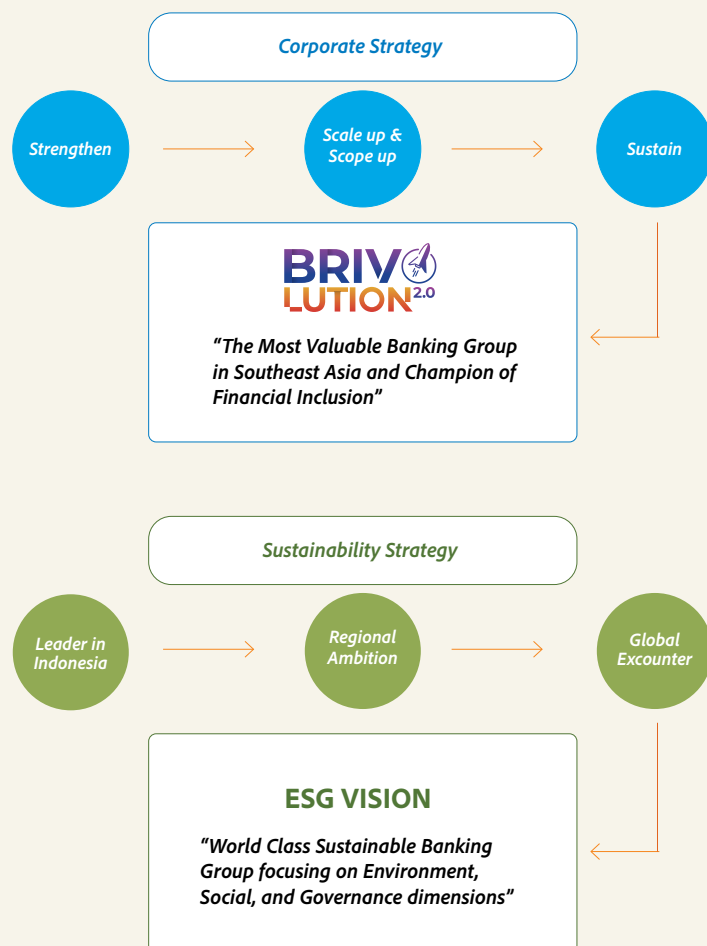 Corporate Strategy
Strengthen
Scale up &
Scope up
Sustain
BRIVO
LUTION 2.0
"The Most Valuable Banking Group
in Southeast Asia and Champion of
Financial Inclusion"
Sustainability Strategy
Leader in
Indonesia
Regional
Ambition
Global
Excounter
ESG VISION
"World Class Sustainable Banking
Group focusing on Environment,
Social, and Governance dimensions"